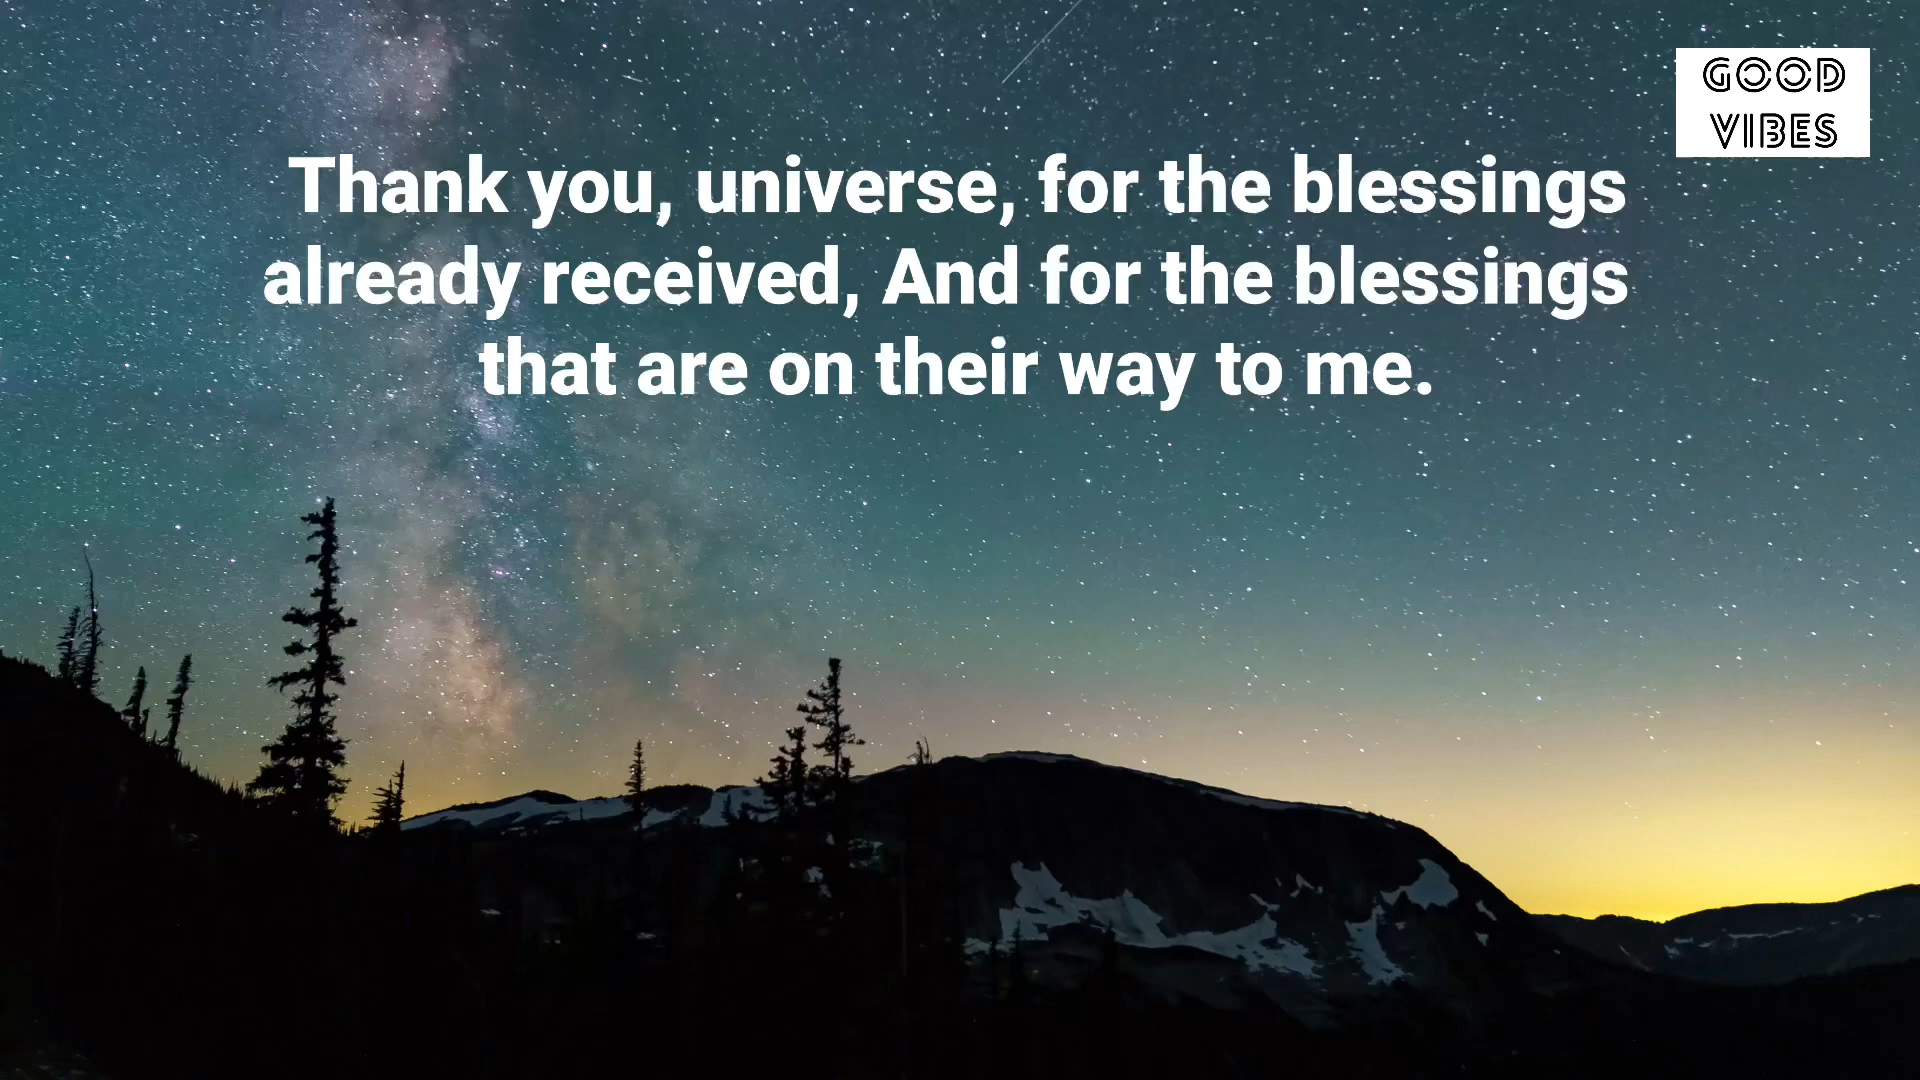 GOOD
VIBES
Thank you, universe, for the blessings
already received, And for the blessings
that are on their way to me.